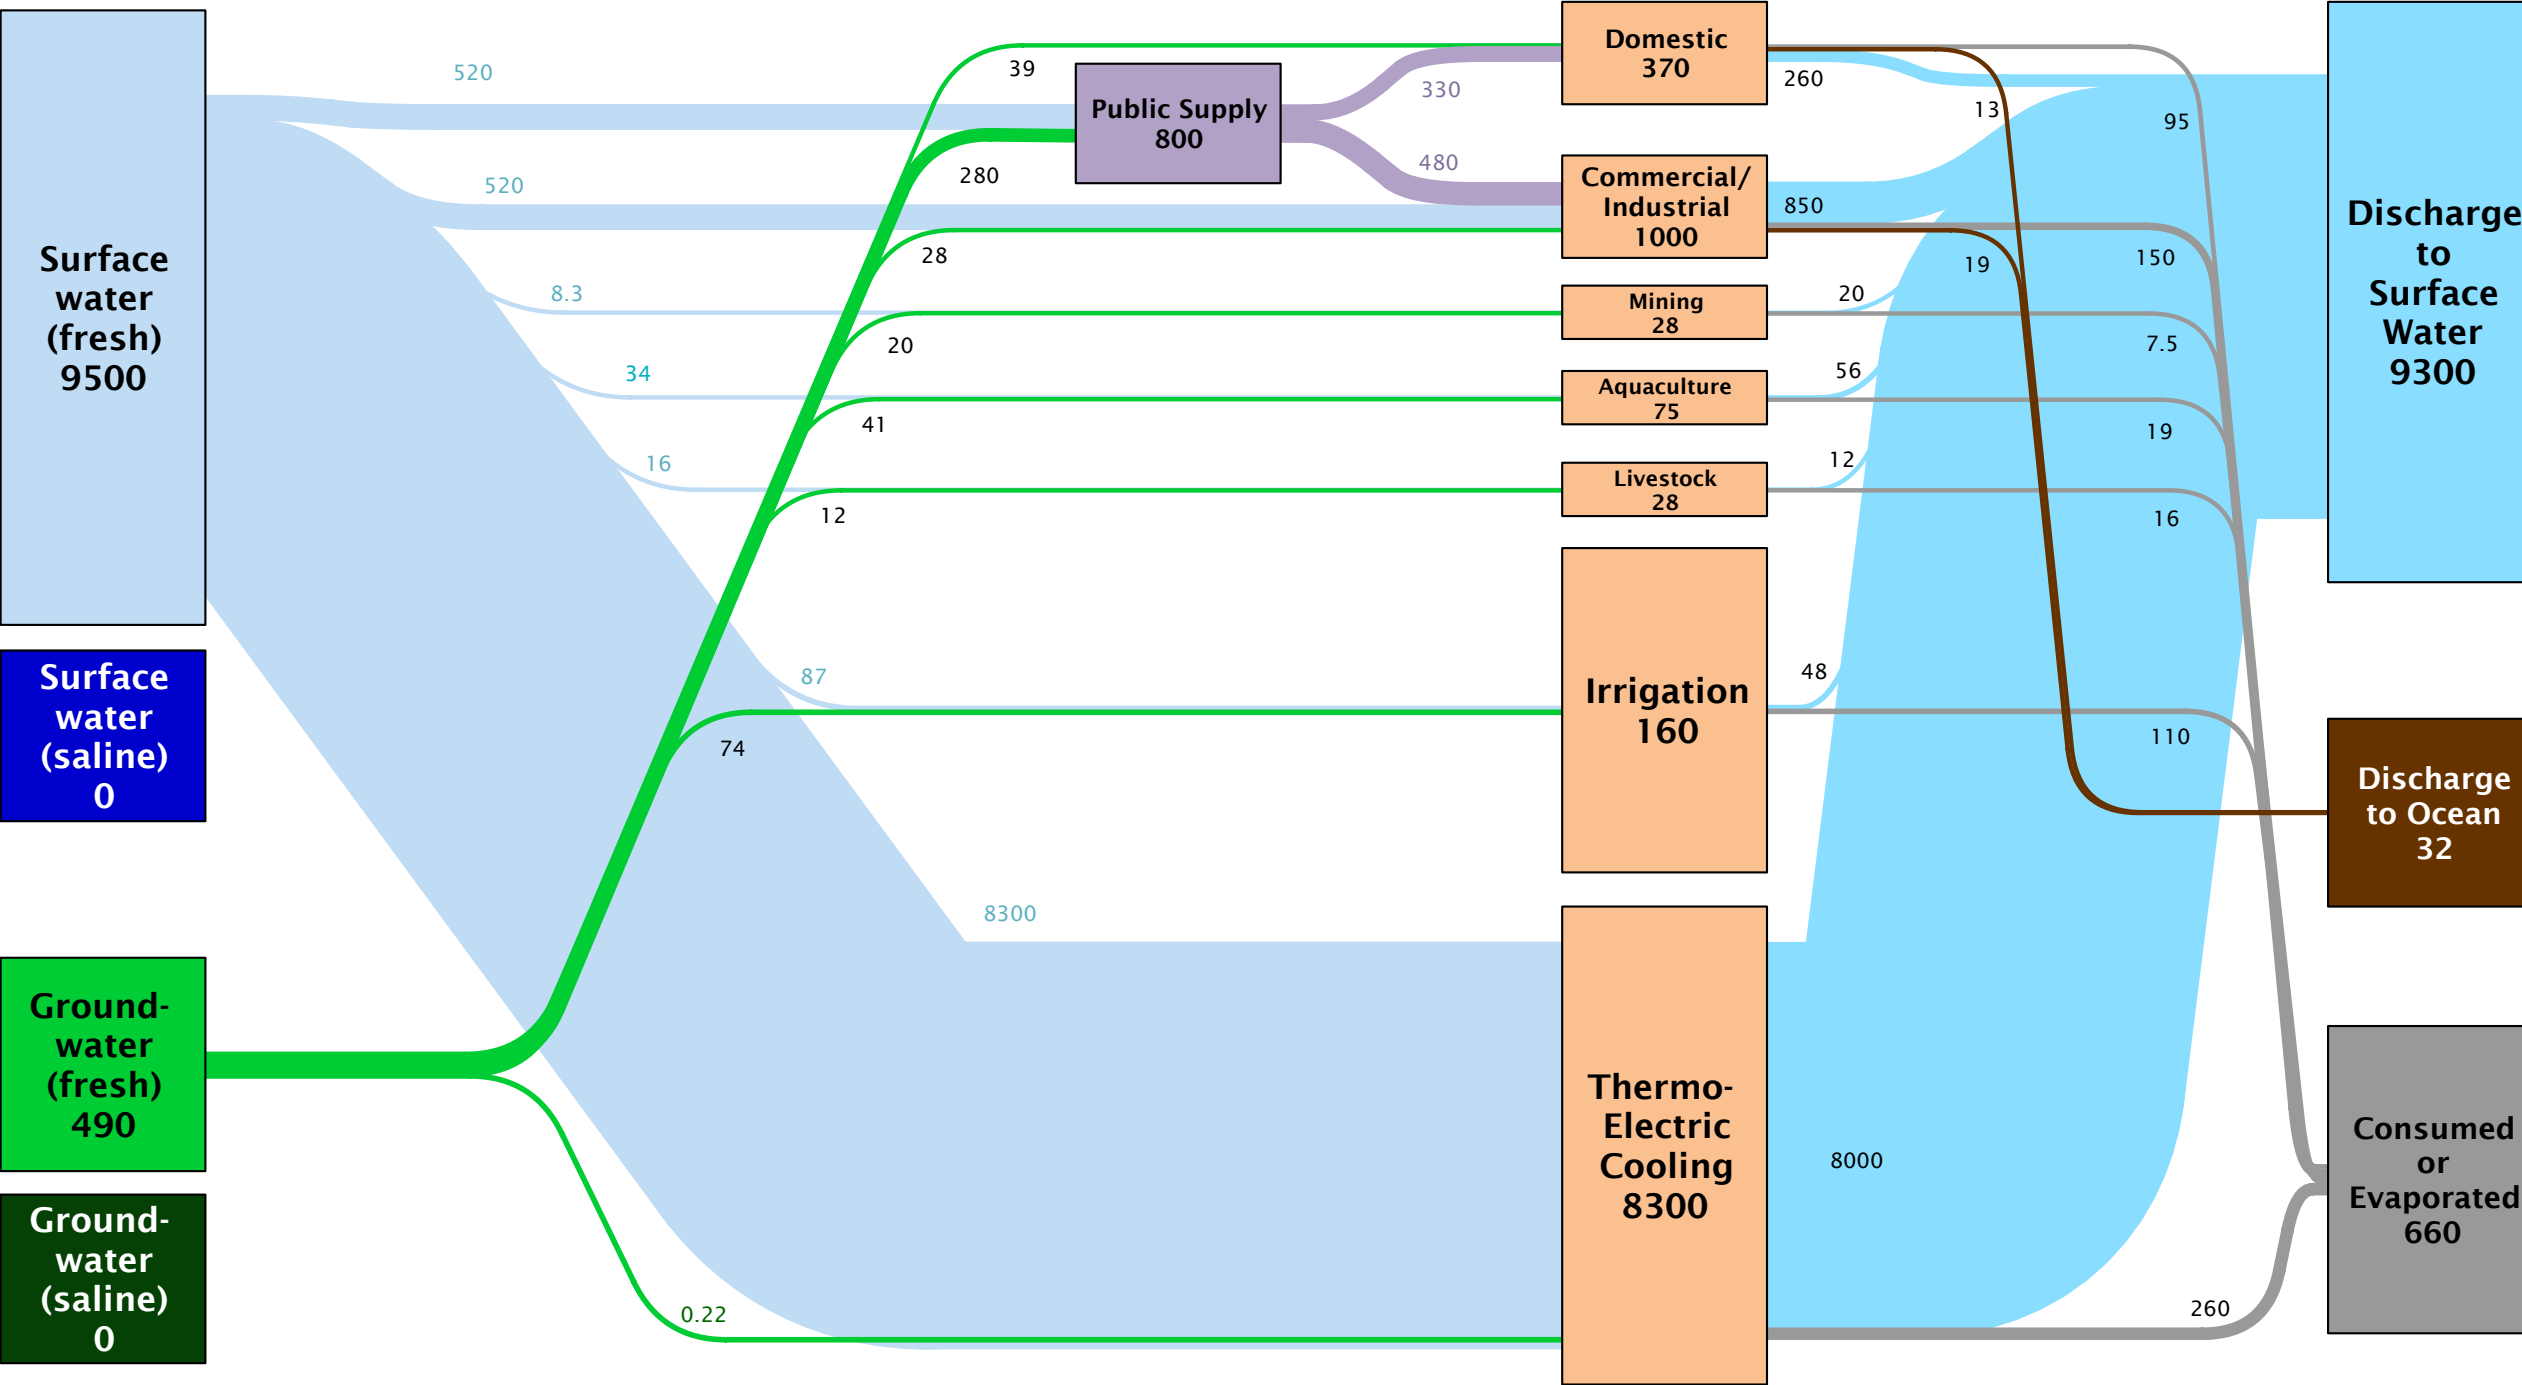 Surface
water
(fresh)
9500
Surface
water
(saline)
0
Ground-
water
(fresh)
490
Ground-
water
(saline)
0
520
520
8.3
34
16
87
8300
39
280
28
20
41
12
74
0.22
Public Supply
800
330
480
Domestic
370
Commercial/
Industrial
1000
Mining
28
Aquaculture
75
Livestock
28
Irrigation
160
Thermo-
Electric
Cooling
8300
260
13
95
850
19
150
20
7.5
56
19
12
16
48
110
8000
260
Discharge
to
Surface
Water
9300
Discharge
to Ocean
32
Consumed
or
Evaporated
660